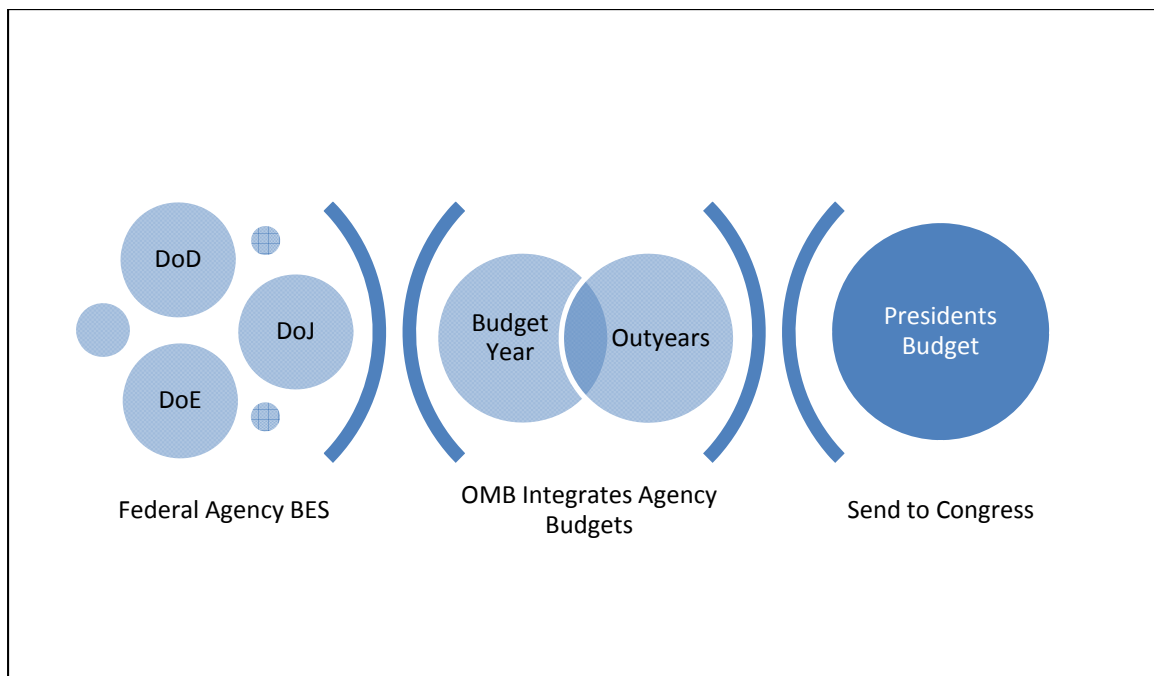 DoD
DoJ
DoE
Federal Agency BES
Budget
Year
Outyears
OMB Integrates Agency
Budgets
Presidents
Budget
Send to Congress